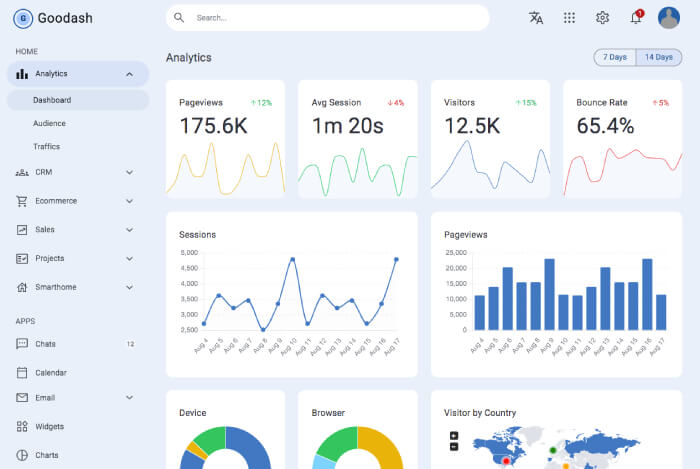 G Goodash
Search...
1
HOME
Analytics
Dashboard
Audience
Traffics
CRM
Ecommerce
Sales
Projects
Smarthome
APPS
Chats 12
Calendar
Email
Widgets
Charts
Analytics
7 Days 14 Days
Pageviews ↑12%
175.6K
Avg Session ↓4%
1m 20s
Visitors ↑15%
12.5K
Bounce Rate ↑5%
65.4%
Sessions
5,000
4,500
4,000
3,500
3,000
2,500
Aug 4 Aug 5 Aug 6 Aug 7 Aug 8 Aug 9 Aug 10 Aug 11 Aug 12 Aug 13 Aug 14 Aug 15 Aug 16 Aug 17
Pageviews
25,000
20,000
15,000
10,000
5,000
0
Aug 4 Aug 5 Aug 6 Aug 7 Aug 8 Aug 9 Aug 10 Aug 11 Aug 12 Aug 13 Aug 14 Aug 15 Aug 16 Aug 17
Device
Browser
Visitor by Country
+
-